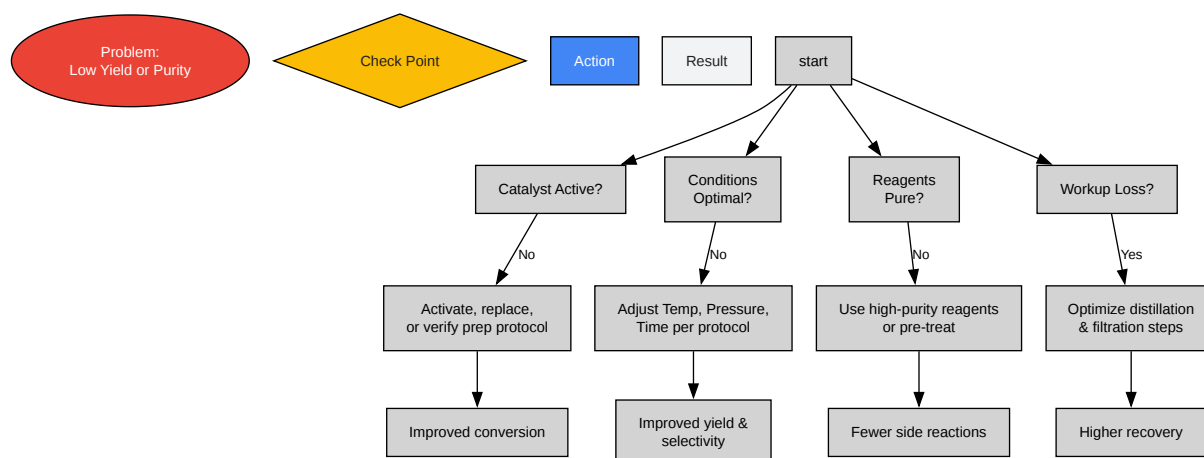 Problem:
Low Yield or Purity
Check Point
Action
Result
start
Catalyst Active?
Conditions
Optimal?
Reagents
Pure?
Workup Loss?
No
No
No
Yes
Activate, replace,
or verify prep protocol
Adjust Temp, Pressure,
Time per protocol
Use high-purity reagents
or pre-treat
Optimize distillation
& filtration steps
Improved conversion
Improved yield &
selectivity
Fewer side reactions
Higher recovery